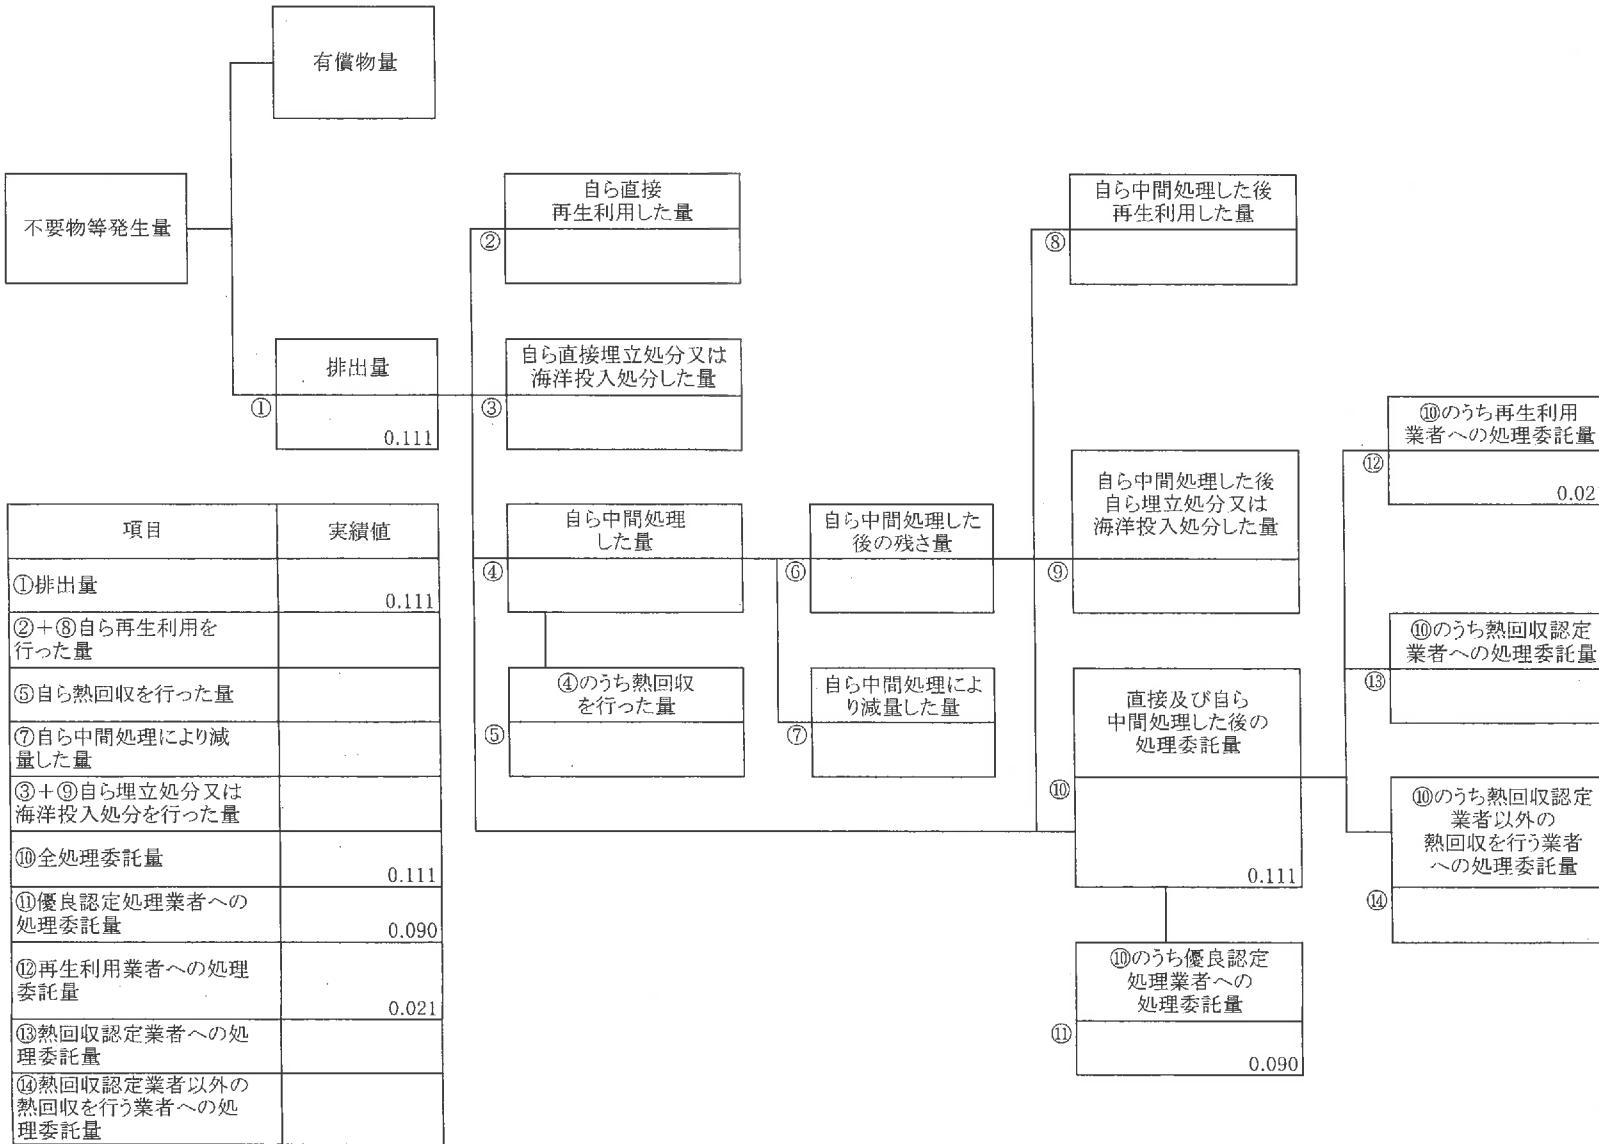 有償物量
不要物等発生量
排出量
①
0.111
自ら直接
再生利用した量
②
自ら直接埋立処分又は
海洋投入処分した量
③
自ら中間処理
した量
④
④のうち熱回収
を行った量
⑤
自ら中間処理した
後の残さ量
⑥
自ら中間処理によ
り減量した量
⑦
自ら中間処理した後
再生利用した量
⑧
自ら中間処理した後
自ら埋立処分又は
海洋投入処分した量
⑨
直接及び自ら
中間処理した後の
処理委託量
⑩
0.111
⑩のうち優良認定
処理業者への
処理委託量
⑪
0.090
⑩のうち再生利用
業者への処理委託量
⑫
0.02
⑩のうち熱回収認定
業者への処理委託量
⑬
⑩のうち熱回収認定
業者以外の
熱回収を行う業者
への処理委託量
⑭
項目 実績値
①排出量
0.111
②+⑧自ら再生利用を
行った量
⑤自ら熱回収を行った量
⑦自ら中間処理により減
量した量
③+⑨自ら埋立処分又は
海洋投入処分を行った量
⑩全処理委託量
0.111
⑪優良認定処理業者への
処理委託量
0.090
⑫再生利用業者への処理
委託量
0.021
⑬熱回収認定業者への処
理委託量
⑭熱回収認定業者以外の
熱回収を行う業者への処
理委託量